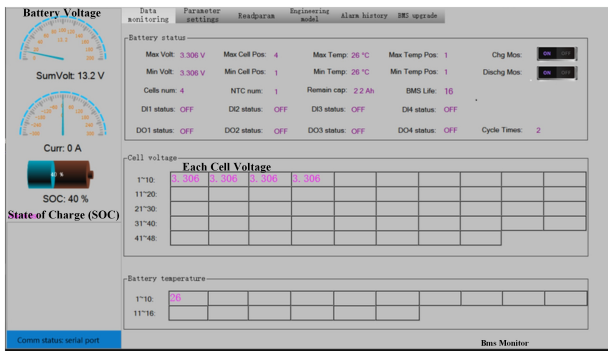 Battery Voltage
Data monitoring
Parameter settings
Readparam
Engineering model
Alarm history
BMS upgrade
SumVolt: 13.2 V
Curr: 0 A
40 %
SOC: 40 %
State of Charge (SOC)
Comm status: serial port
Battery status
Max Volt: 3.306 V Max Cell Pos: 4 Max Temp: 26 °C Max Temp Pos: 1 Chg Mos: ON OFF
Min Volt: 3.306 V Min Cell Pos: 1 Min Temp: 26 °C Min Temp Pos: 1 Dischg Mos: ON OFF
Cells num: 4 NTC num: 1 Remain cap: 2.2 Ah BMS Life: 16
DI1 status: OFF DI2 status: OFF DI3 status: OFF DI4 status: OFF
DO1 status: OFF DO2 status: OFF DO3 status: OFF DO4 status: OFF Cycle Times: 2
Cell voltage
Each Cell Voltage
1~10: 3.306 3.306 3.306 3.306
11~20:
21~30:
31~40:
41~48:
Battery temperature
1~10: 26
11~16:
Bms Monitor